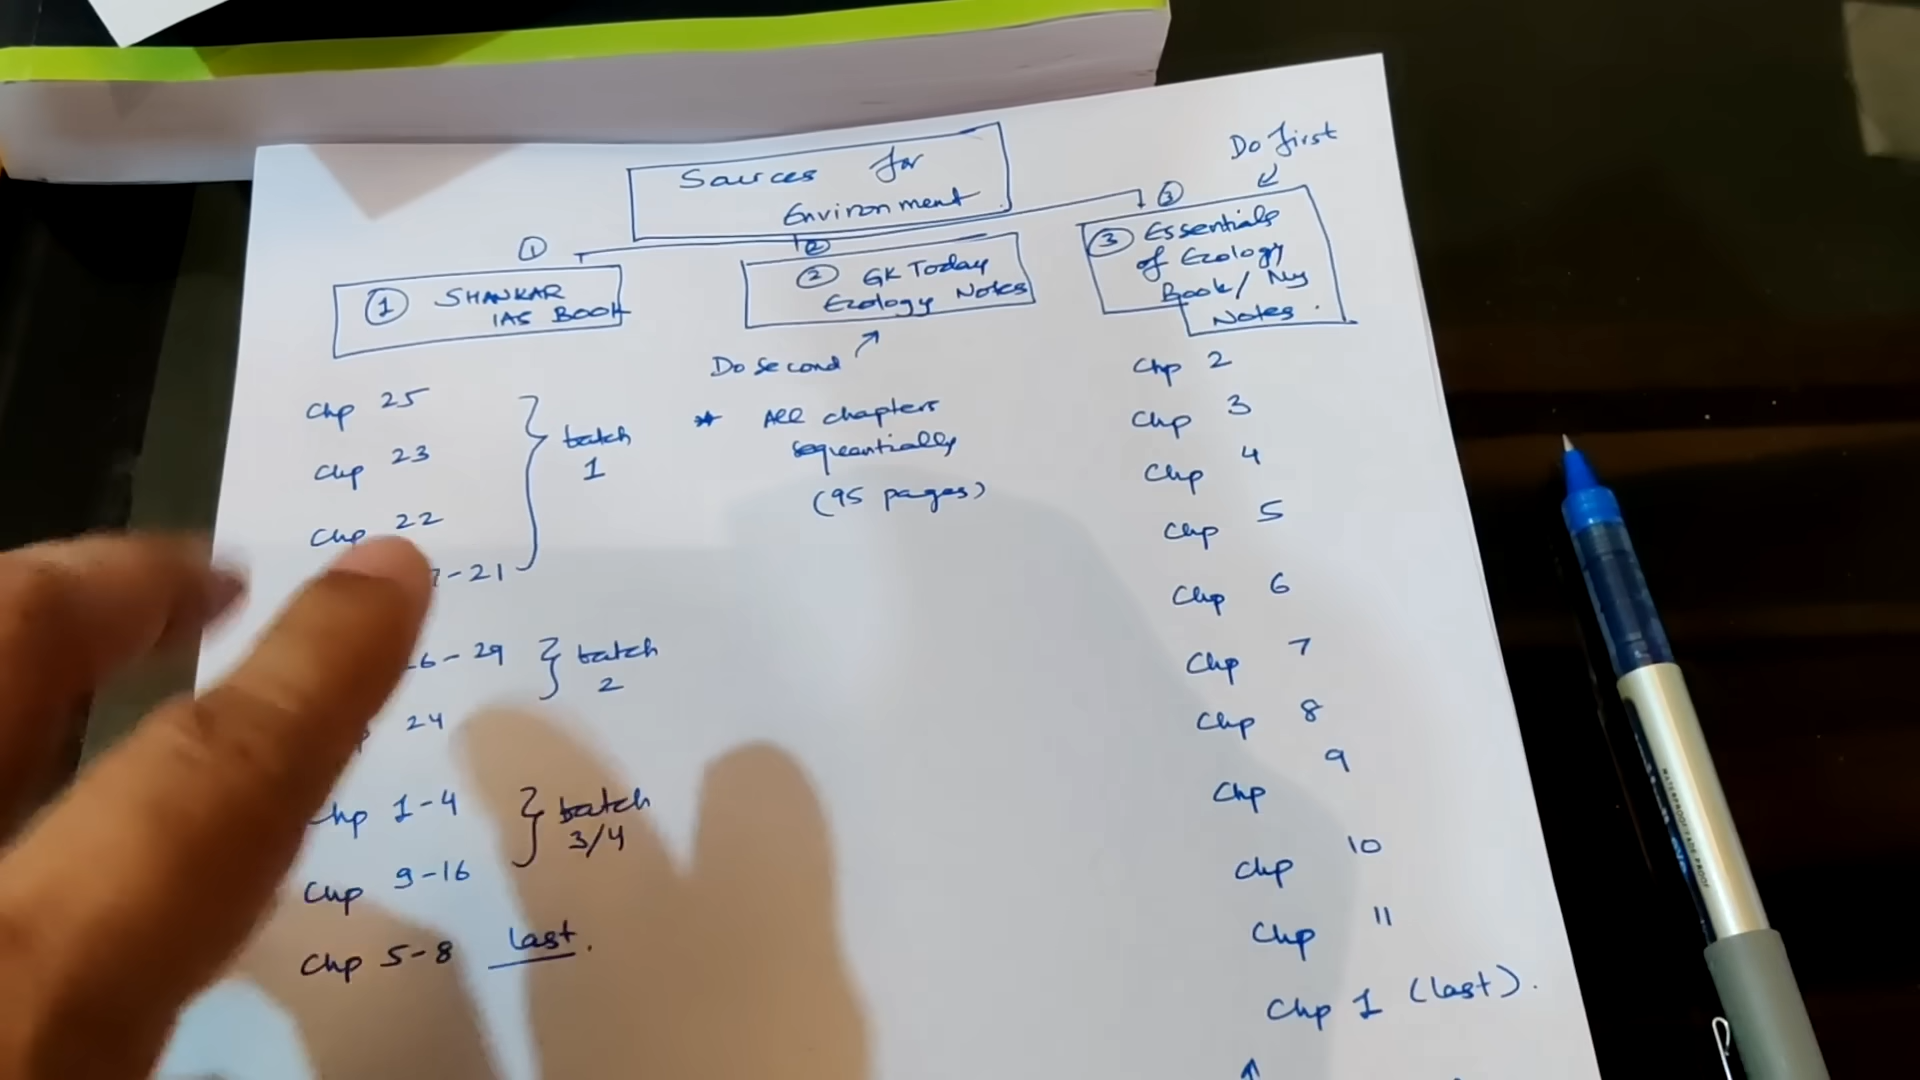 Sources for
Environment
Do first
①
① SHANKAR
IAS BOOK
②
② GK Today
Ecology Notes
Do second
③
③ Essentials
of Ecology
Book/ My
Notes.
Chp 25
Chp 23
Chp 22
7-21
batch
1
6-29
24
batch
2
Chp 1-4
Chp 9-16
batch
3/4
Chp 5-8 last.
* All chapters
sequentially
(95 pages)
Chp 2
Chp 3
Chp 4
Chp 5
Chp 6
Chp 7
Chp 8
Chp 9
Chp 10
Chp 11
Chp 1 (last).